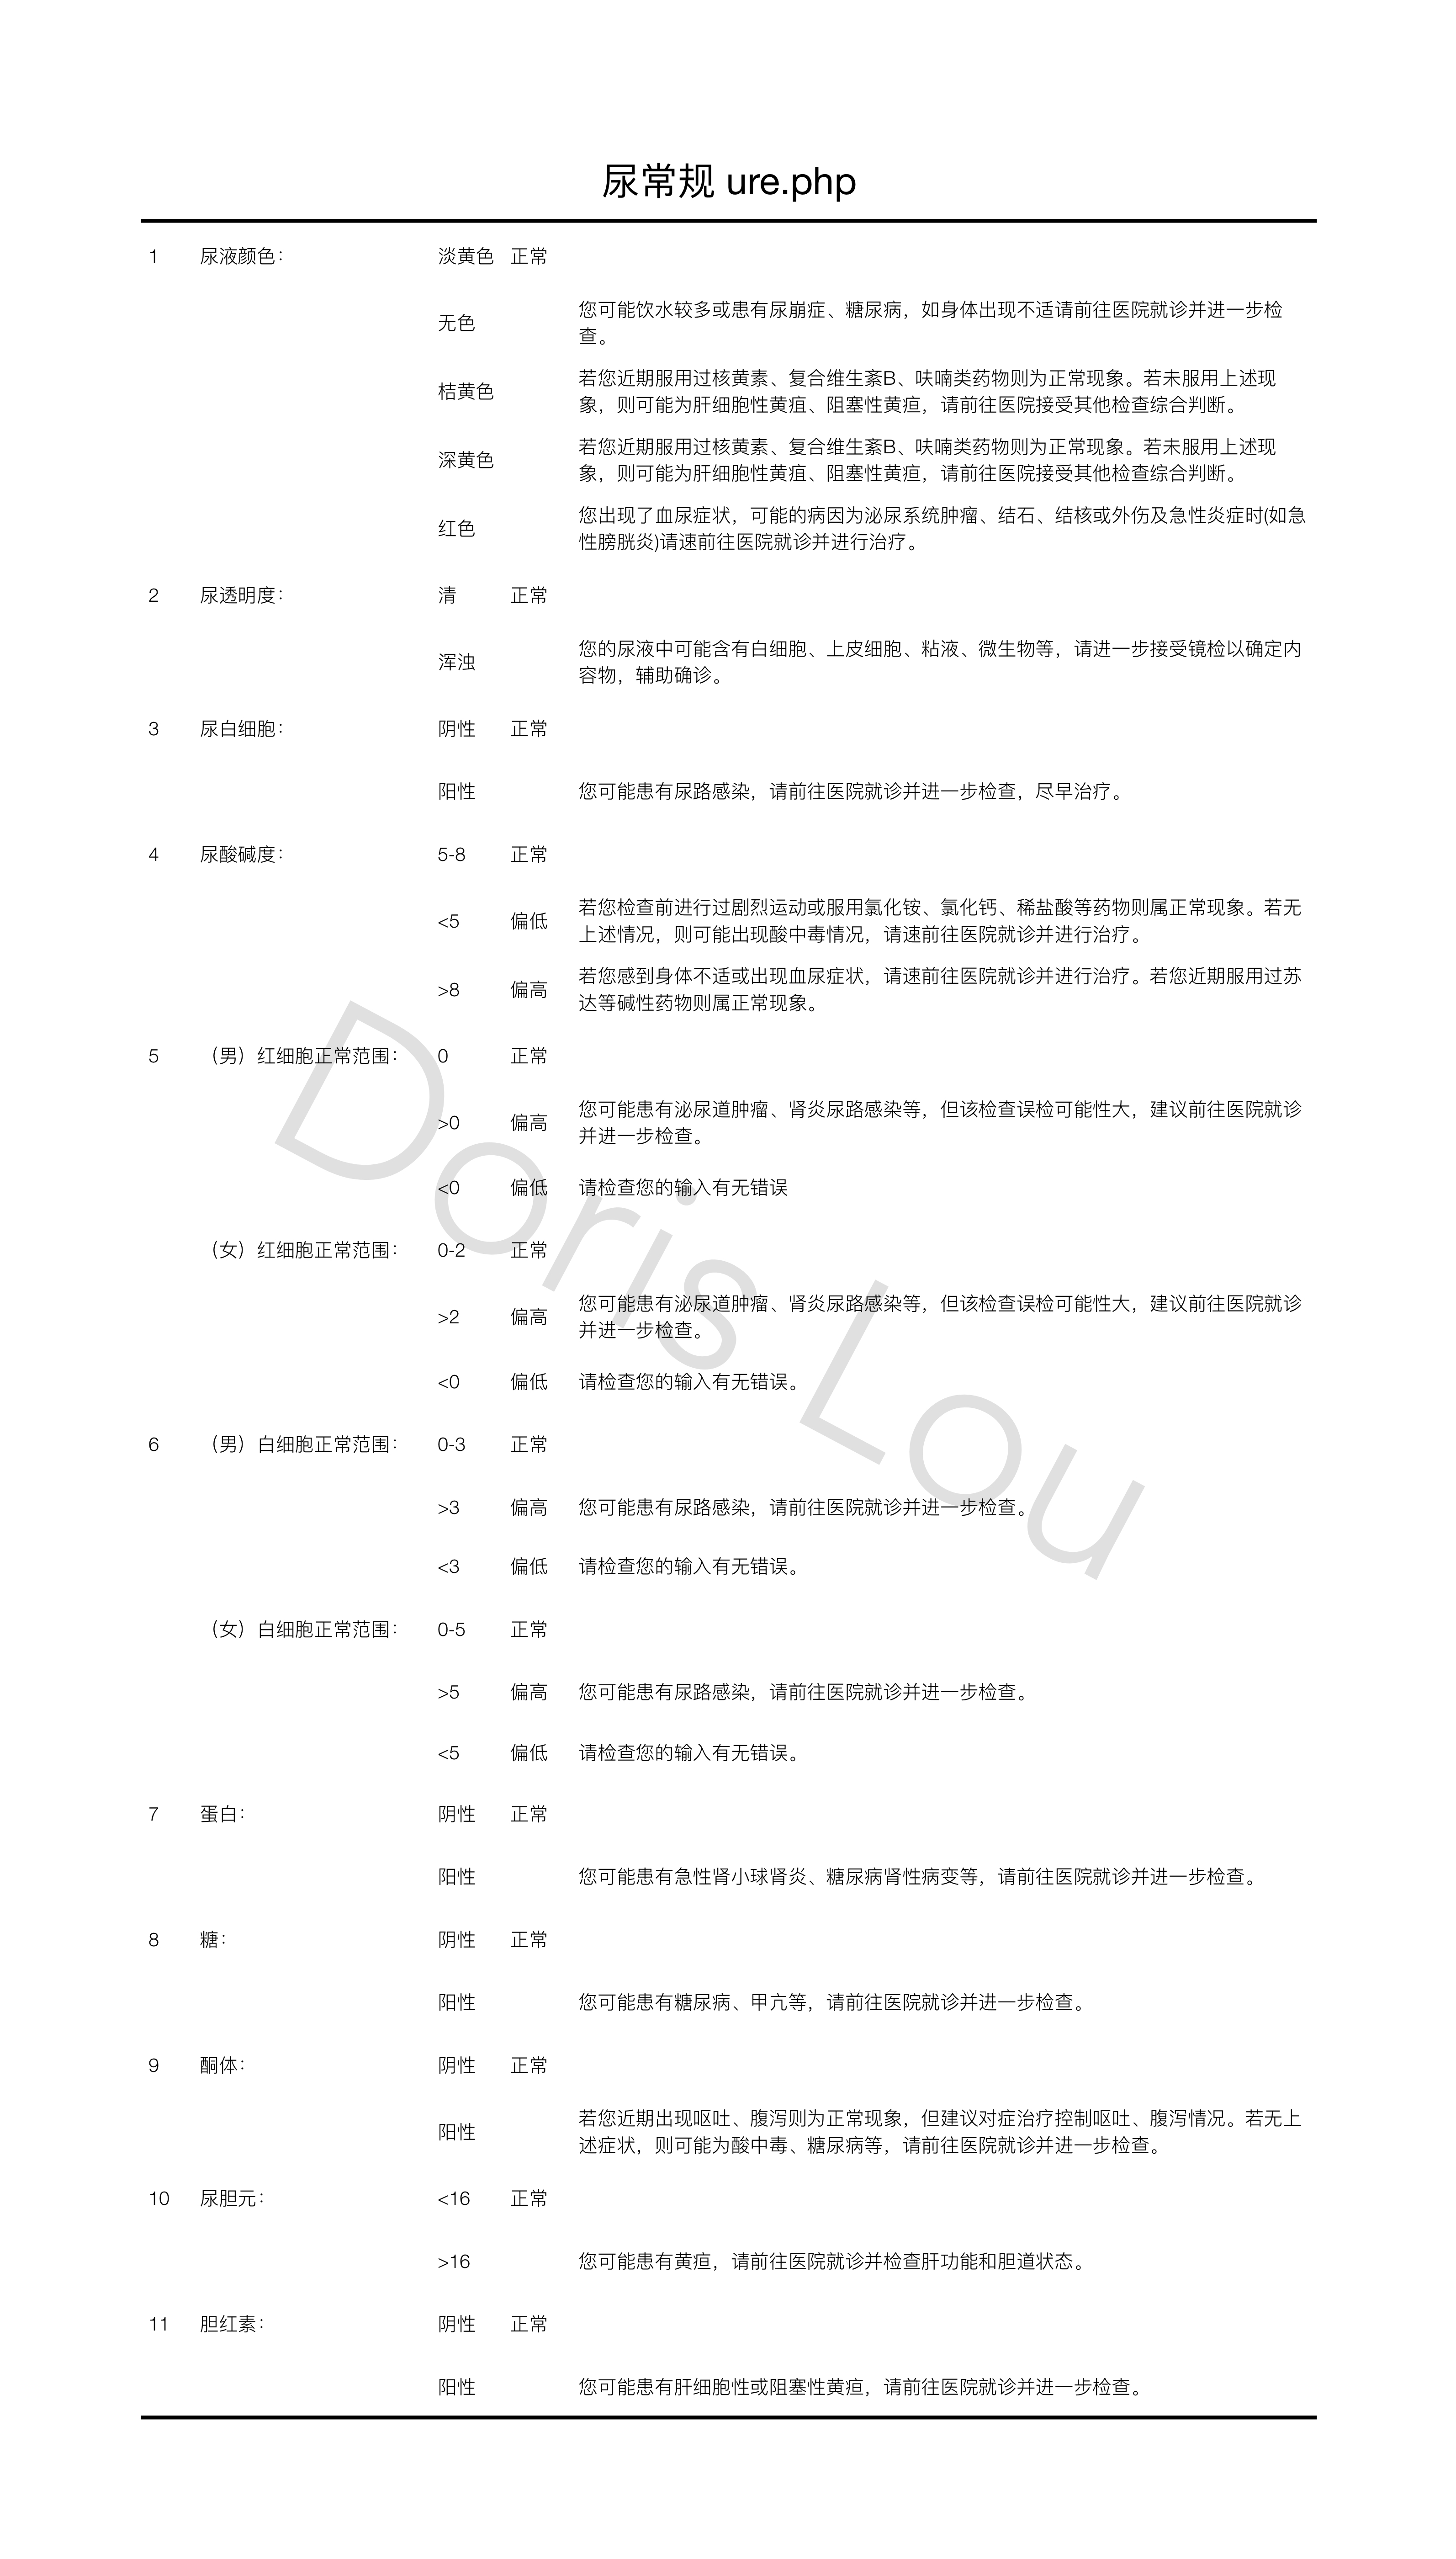 尿常规 ure.php
1 尿液颜色： 淡黄色 正常
您可能饮水较多或患有尿崩症、糖尿病，如身体出现不适请前往医院就诊并进一步检
无色
查。
若您近期服用过核黄素、复合维生素B、呋喃类药物则为正常现象。若未服用上述现
桔黄色
象，则可能为肝细胞性黄疸、阻塞性黄疸，请前往医院接受其他检查综合判断。
若您近期服用过核黄素、复合维生素B、呋喃类药物则为正常现象。若未服用上述现
深黄色
象，则可能为肝细胞性黄疸、阻塞性黄疸，请前往医院接受其他检查综合判断。
您出现了血尿症状，可能的病因为泌尿系统肿瘤、结石、结核或外伤及急性炎症时(如急
红色
性膀胱炎)请速前往医院就诊并进行治疗。
2 尿透明度： 清 正常
您的尿液中可能含有白细胞、上皮细胞、粘液、微生物等，请进一步接受镜检以确定内
浑浊
容物，辅助确诊。
3 尿白细胞： 阴性 正常
阳性 您可能患有尿路感染，请前往医院就诊并进一步检查，尽早治疗。
4 尿酸碱度： 5-8 正常
若您检查前进行过剧烈运动或服用氯化铵、氯化钙、稀盐酸等药物则属正常现象。若无
<5 偏低
上述情况，则可能出现酸中毒情况，请速前往医院就诊并进行治疗。
若您感到身体不适或出现血尿症状，请速前往医院就诊并进行治疗。若您近期服用过苏
>8 偏高
达等碱性药物则属正常现象。
5 （男）红细胞正常范围： 0 正常
您可能患有泌尿道肿瘤、肾炎尿路感染等，但该检查误检可能性大，建议前往医院就诊
>0 偏高
并进一步检查。
<0 偏低 请检查您的输入有无错误
（女）红细胞正常范围： 0-2 正常
您可能患有泌尿道肿瘤、肾炎尿路感染等，但该检查误检可能性大，建议前往医院就诊
>2 偏高
并进一步检查。
<0 偏低 请检查您的输入有无错误。
6 （男）白细胞正常范围： 0-3 正常
>3 偏高 您可能患有尿路感染，请前往医院就诊并进一步检查。
<3 偏低 请检查您的输入有无错误。
（女）白细胞正常范围： 0-5 正常
>5 偏高 您可能患有尿路感染，请前往医院就诊并进一步检查。
<5 偏低 请检查您的输入有无错误。
7 蛋白： 阴性 正常
阳性 您可能患有急性肾小球肾炎、糖尿病肾性病变等，请前往医院就诊并进一步检查。
8 糖： 阴性 正常
阳性 您可能患有糖尿病、甲亢等，请前往医院就诊并进一步检查。
9 酮体： 阴性 正常
若您近期出现呕吐、腹泻则为正常现象，但建议对症治疗控制呕吐、腹泻情况。若无上
阳性
述症状，则可能为酸中毒、糖尿病等，请前往医院就诊并进一步检查。
10 尿胆元： <16 正常
>16 您可能患有黄疸，请前往医院就诊并检查肝功能和胆道状态。
11 胆红素： 阴性 正常
阳性 您可能患有肝细胞性或阻塞性黄疸，请前往医院就诊并进一步检查。
Doris Lou